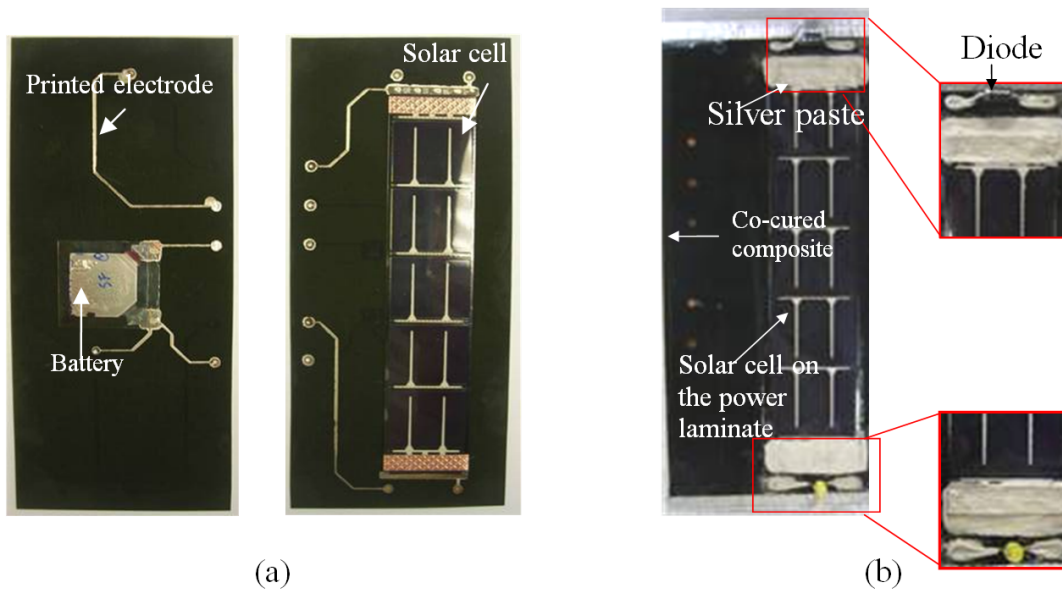 Printed electrode
Battery
Solar cell
(a)
Diode
Silver paste
Co-cured
composite
Solar cell on
the power
laminate
(b)